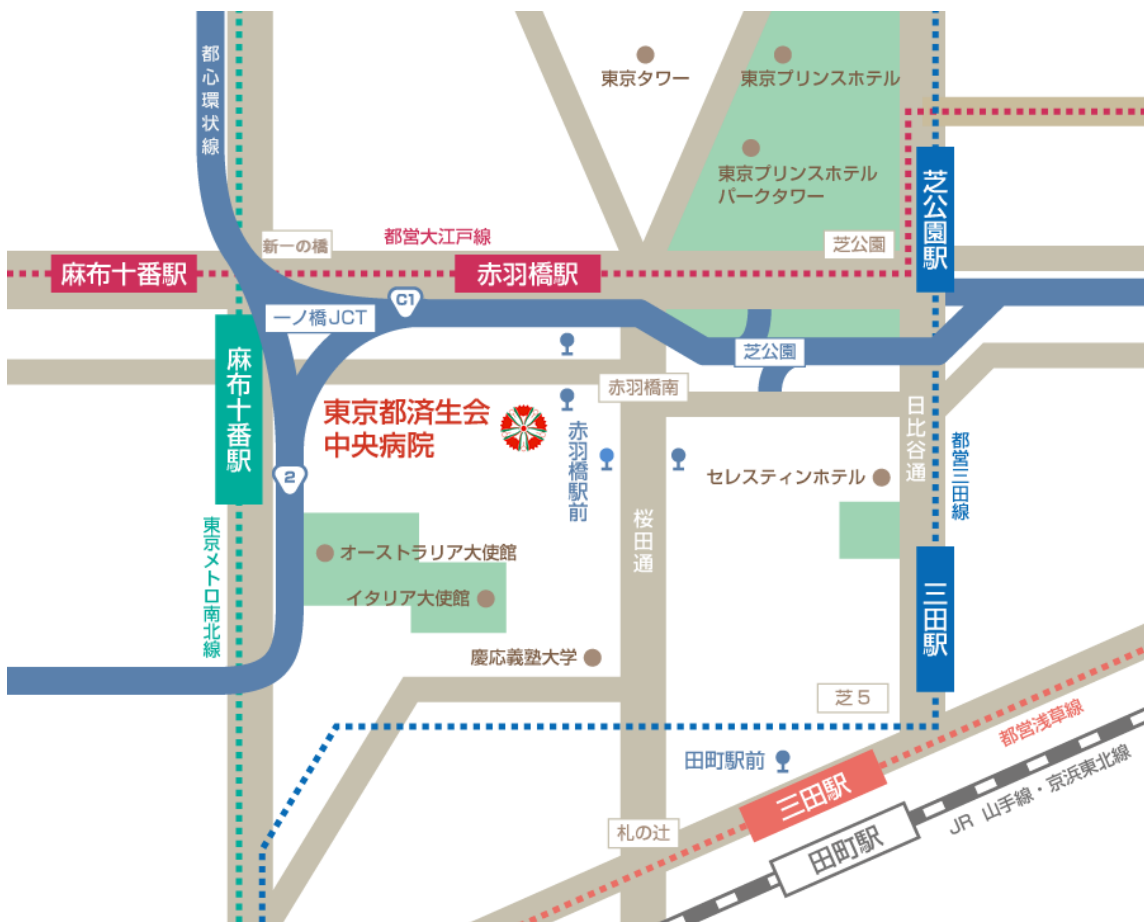 都心環状線
東京タワー
東京プリンスホテル
東京プリンスホテル
パークタワー
芝公園駅
新一の橋
都営大江戸線
芝公園
麻布十番駅
赤羽橋駅
C1
一ノ橋JCT
芝公園
麻布十番駅
赤羽橋南
東京都済生会
中央病院
赤羽橋駅前
日比谷通
都営三田線
2
セレスティンホテル
桜田通
東京メトロ南北線
オーストラリア大使館
イタリア大使館
三田駅
慶応義塾大学
芝5
都営浅草線
田町駅前
三田駅
JR 山手線・京浜東北線
札の辻
田町駅